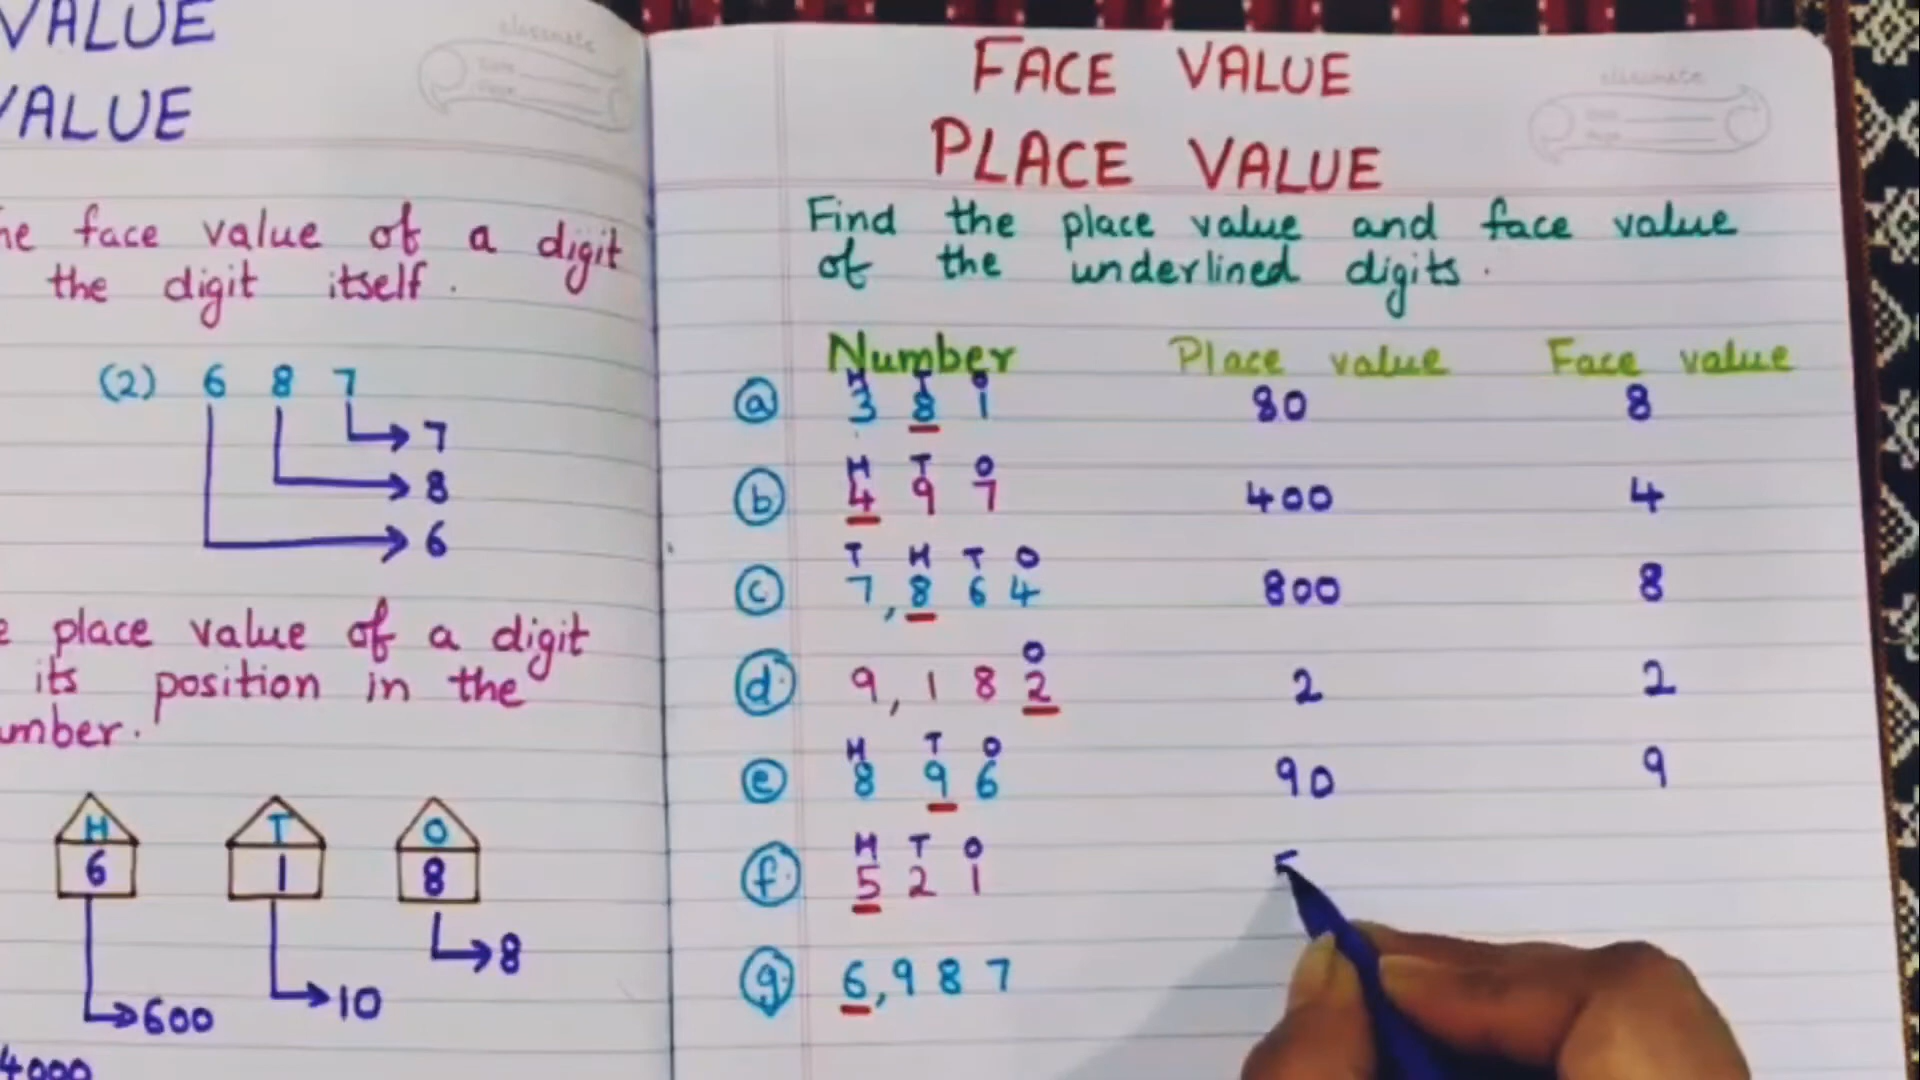 VALUE
VALUE
he face value of a digit
the digit itself.
(2) 6 8 7
7
8
6
e place value of a digit
its position in the
umber.
H T O
6 1 8
8
10
600
4000
classmate
FACE VALUE
PLACE VALUE
Find the place value and face value
of the underlined digits.
Number Place value Face value
H T O
(a) 3 8 1 80 8
H T O
(b) 4 9 7 400 4
T H T O
(c) 7,8 6 4 800 8
O
(d) 9,1 8 2 2 2
H T O
(e) 8 9 6 90 9
H T O
(f) 5 2 1
(g) 6,9 8 7